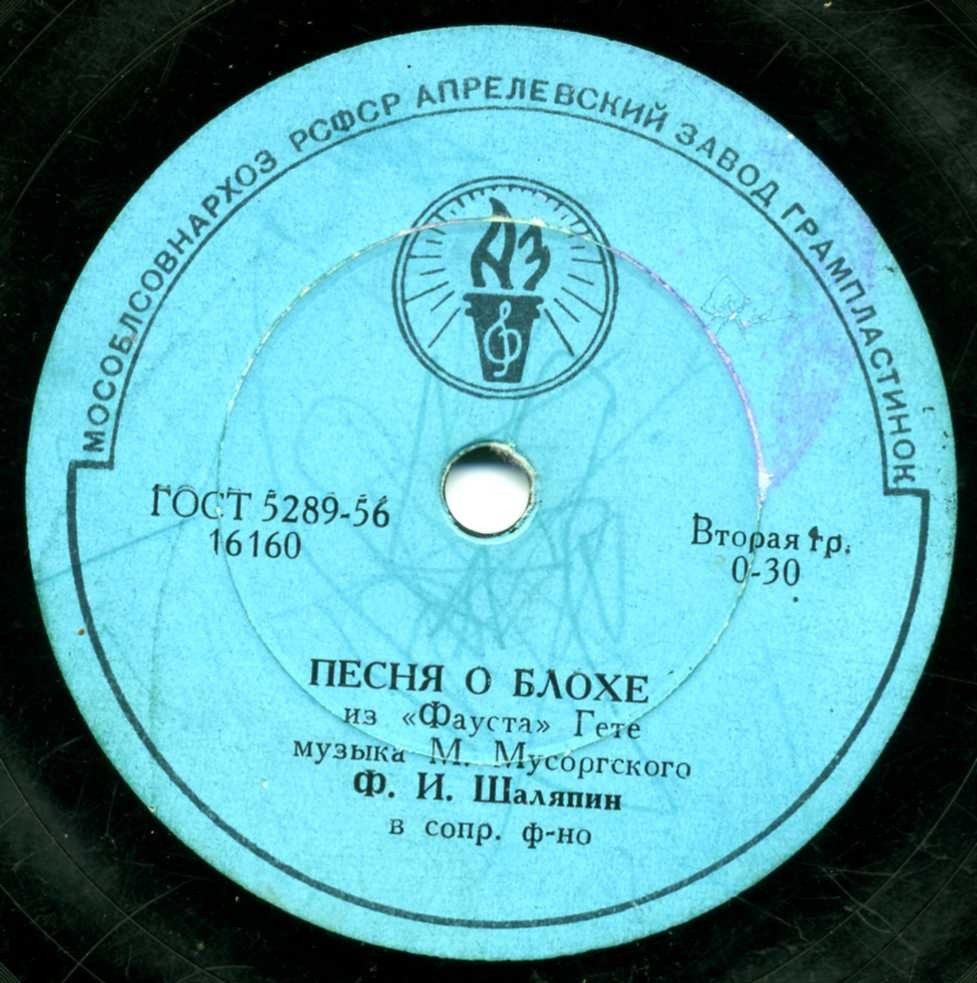 МОСОБЛСОВНАРХОЗ РСФСР АПРЕЛЕВСКИЙ ЗАВОД ГРАМПЛАСТИНОК
АЗ
ГОСТ 5289-56
16160
Вторая гр.
0-30
ПЕСНЯ О БЛОХЕ
из «Фауста» Гете
музыка М. Мусоргского
Ф. И. Шаляпин
в сопр. ф-но